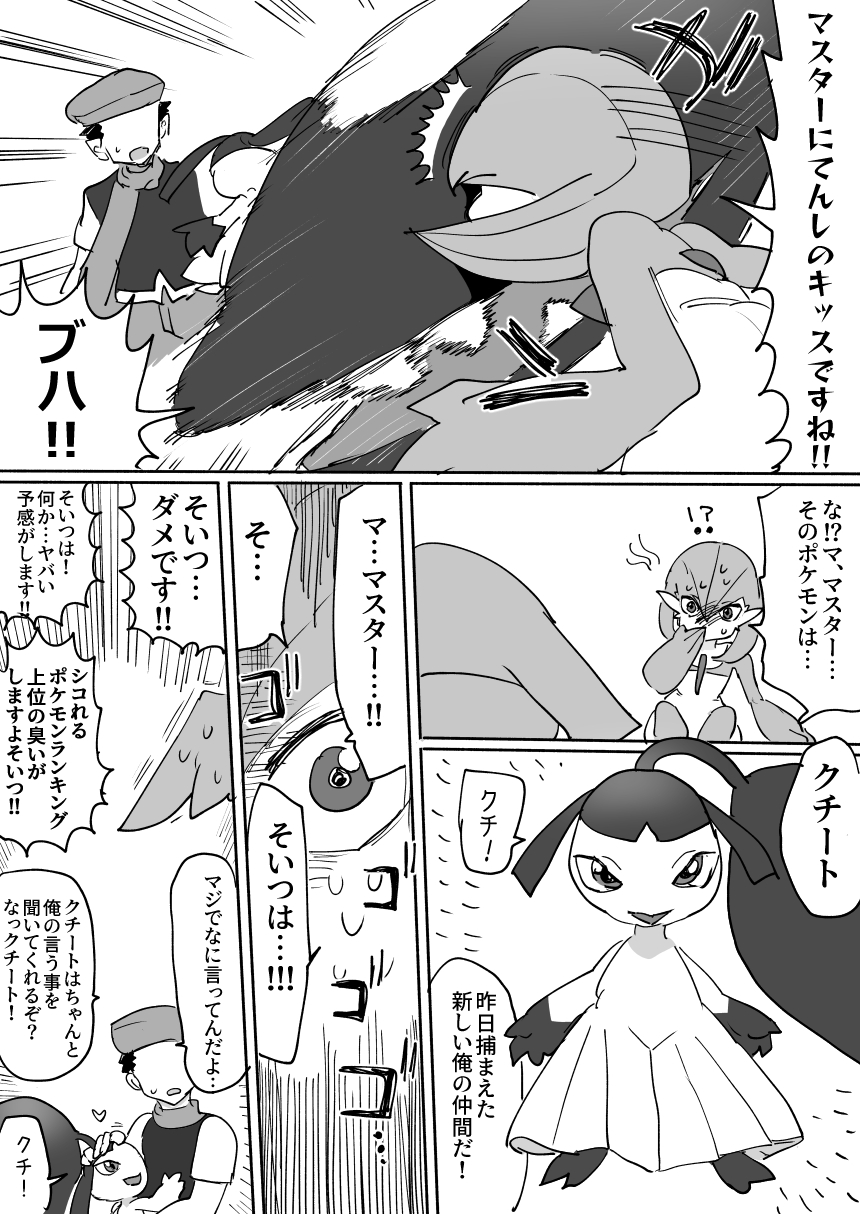 マスターにてんしのキッスですね!!
ガッ
ブハ!!
な!?マ、マスター…
そのポケモンは…
!?
クチート
クチ!
昨日捕まえた
新しい俺の仲間だ!
マ…マスター…!!
そ…
ゴ
そいつは…!!!
ゴ
ゴ
ゴ…
そいつ…
ダメです!!
そいつは!
何か…ヤバい
予感がします!!
シコれる
ポケモンランキング
上位の臭いが
しますよそいつ!!
マジでなに言ってんだよ…
クチートはちゃんと
俺の言う事を
聞いてくれるぞ?
なっクチート!
クチ!